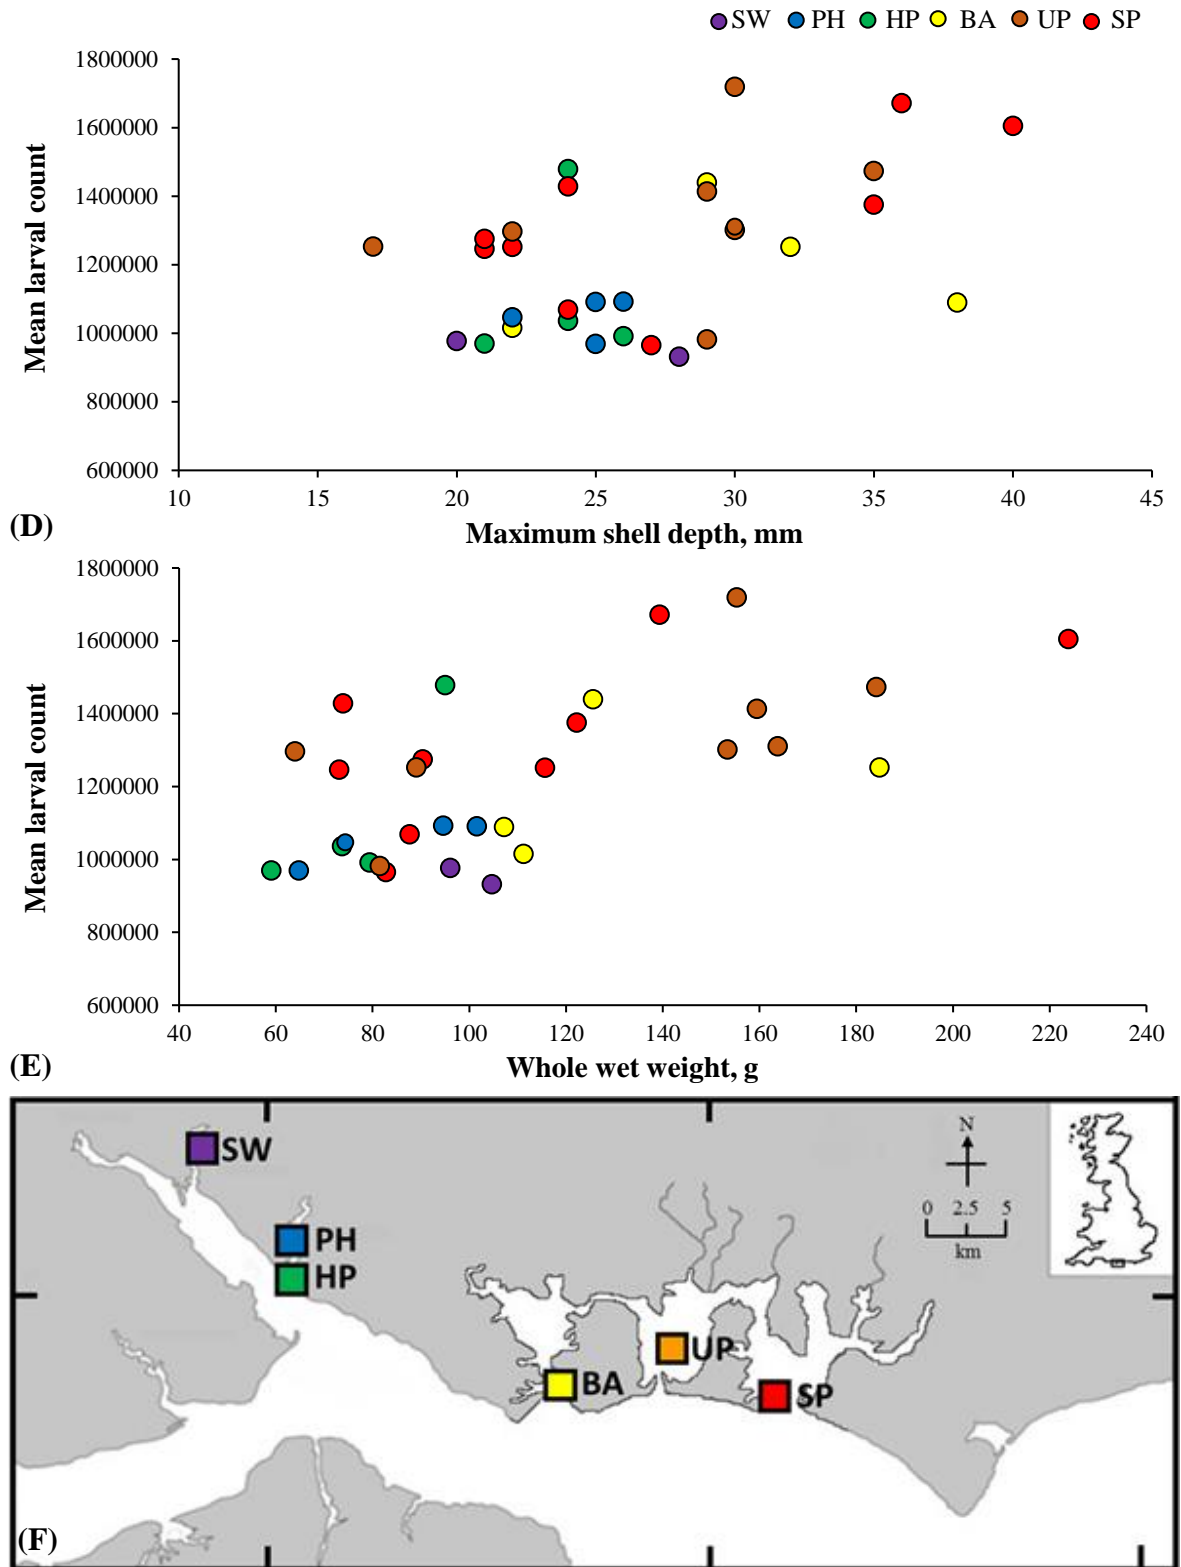 SW PH HP BA UP SP
1800000
1600000
1400000
1200000
1000000
800000
600000
Mean larval count
10 15 20 25 30 35 40 45
(D)
Maximum shell depth, mm
1800000
1600000
1400000
1200000
1000000
800000
600000
Mean larval count
40 60 80 100 120 140 160 180 200 220 240
(E)
Whole wet weight, g
SW
N
0 2.5 5
km
PH
HP
UP
BA
SP
(F)